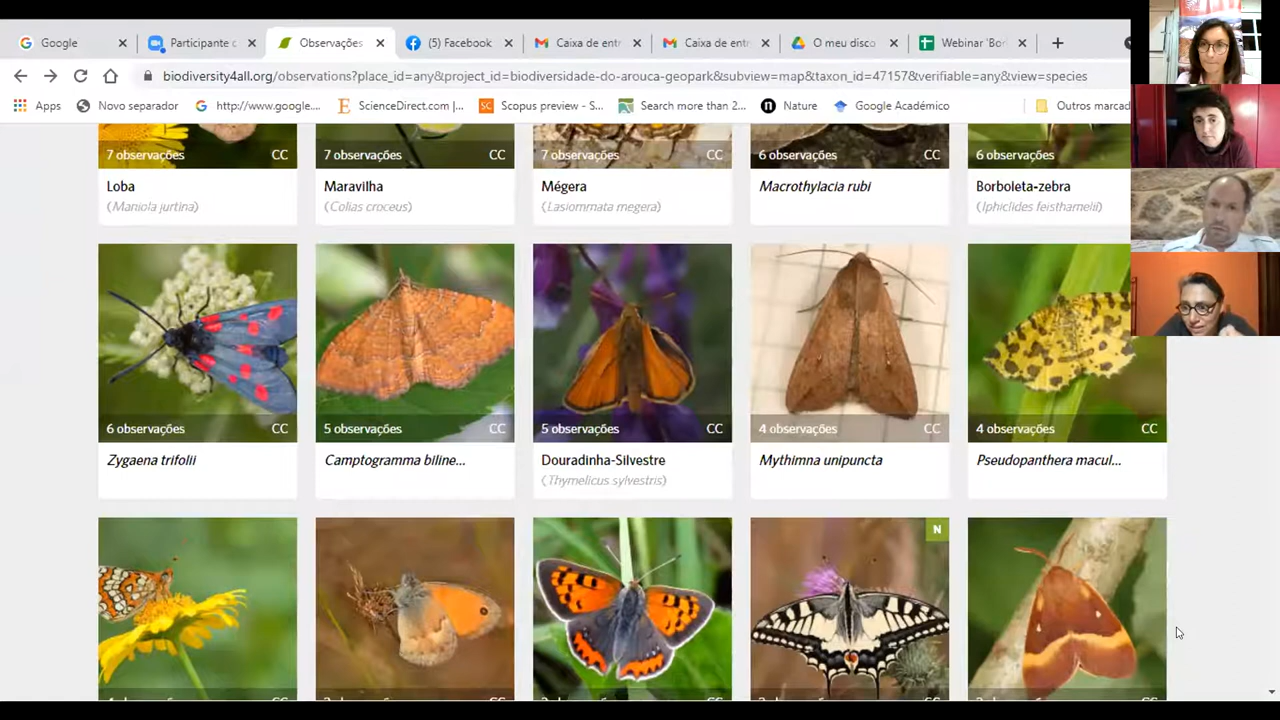 Google
Participante d
Observações
(5) Facebook
Caixa de ent
Caixa de entr
O meu disco
Webinar 'Bor
biodiversity4all.org/observations?place_id=any&project_id=biodiversidade-do-arouca-geopark&subview=map&taxon_id=47157&verifiable=any&view=species
Apps
Novo separador
http://www.google....
ScienceDirect.com |...
Scopus preview - S...
Search more than 2...
Nature
Google Académico
Outros marcad
7 observações CC
7 observações CC
7 observações CC
6 observações CC
6 observações
Loba
(Maniola jurtina)
Maravilha
(Colias croceus)
Mégera
(Lasiommata megera)
Macrothylacia rubi
Borboleta-zebra
(Iphiclides feisthamelii)
6 observações CC
5 observações CC
5 observações CC
4 observações CC
4 observações CC
Zygaena trifolii
Camptogramma biline...
Douradinha-Silvestre
(Thymelicus sylvestris)
Mythimna unipuncta
Pseudopanthera macul...
N